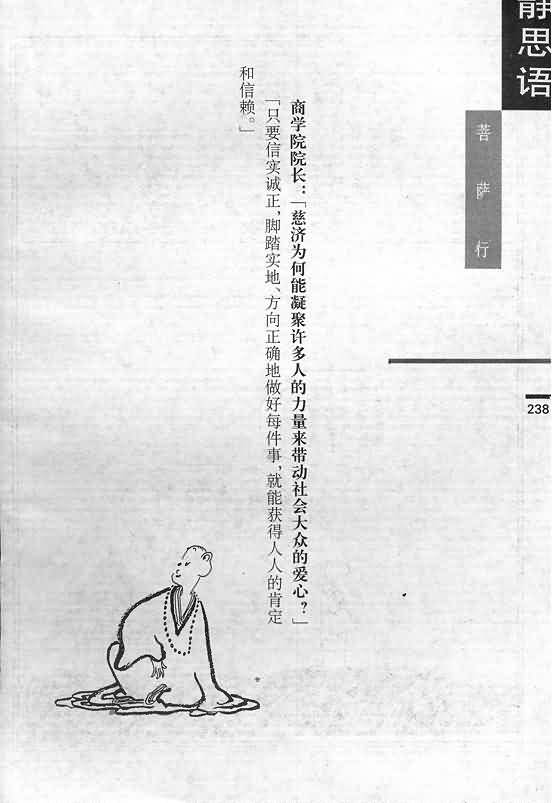 静思语
菩萨行
238
商学院院长：「慈济为何能凝聚许多人的力量来带动社会大众的爱心？」
「只要信实诚正，脚踏实地、方向正确地做好每件事，就能获得人人的肯定
和信赖。」